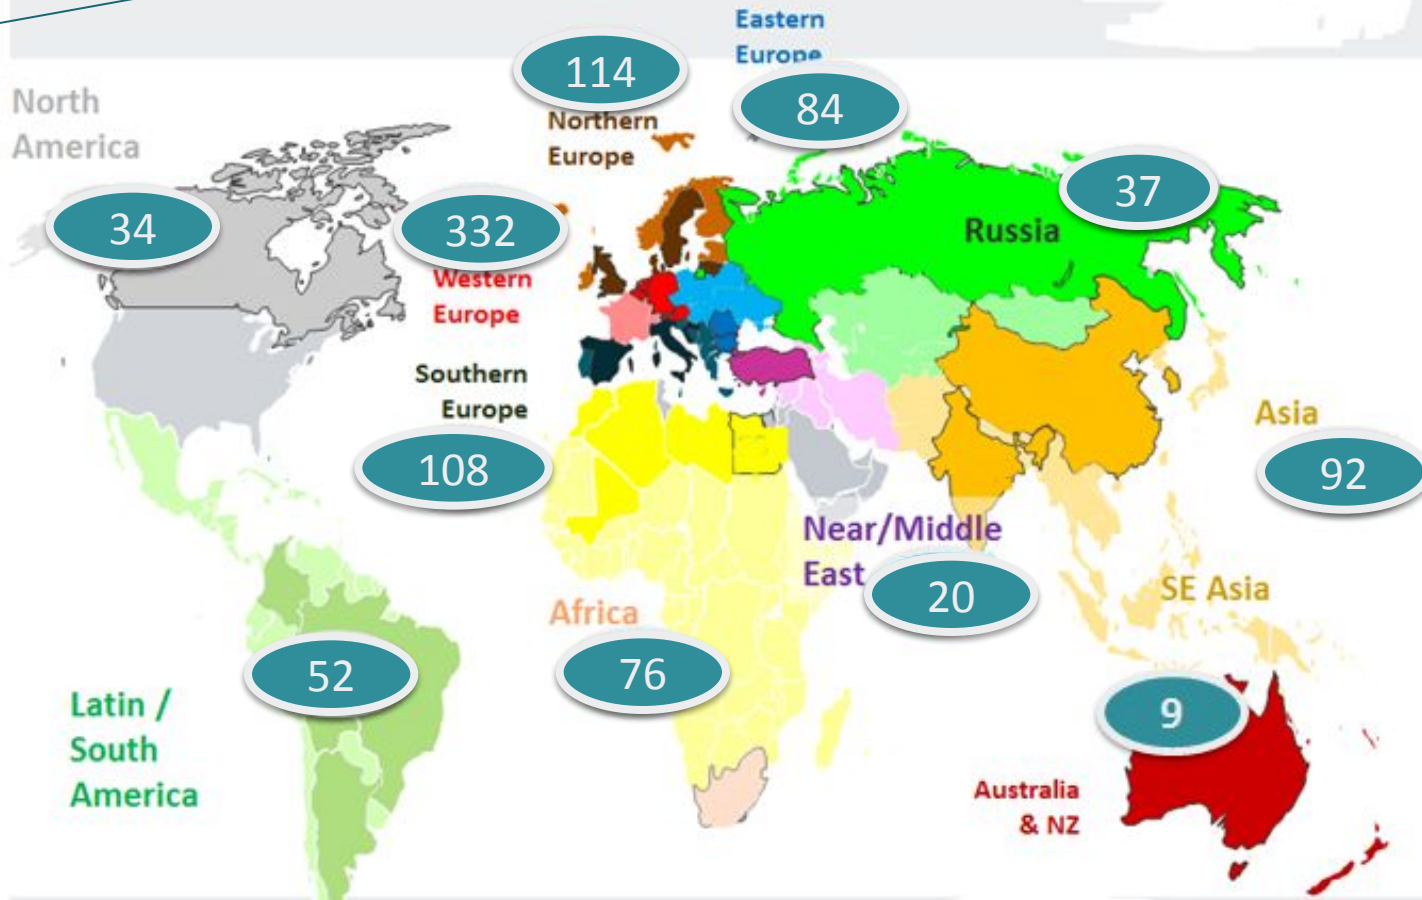 Eastern
Europe
114
84
North
America
Northern
Europe
37
34
332
Russia
Western
Europe
Southern
Europe
Asia
108
92
Near/Middle
East
20
SE Asia
Africa
52
76
Latin /
South
America
9
Australia
& NZ